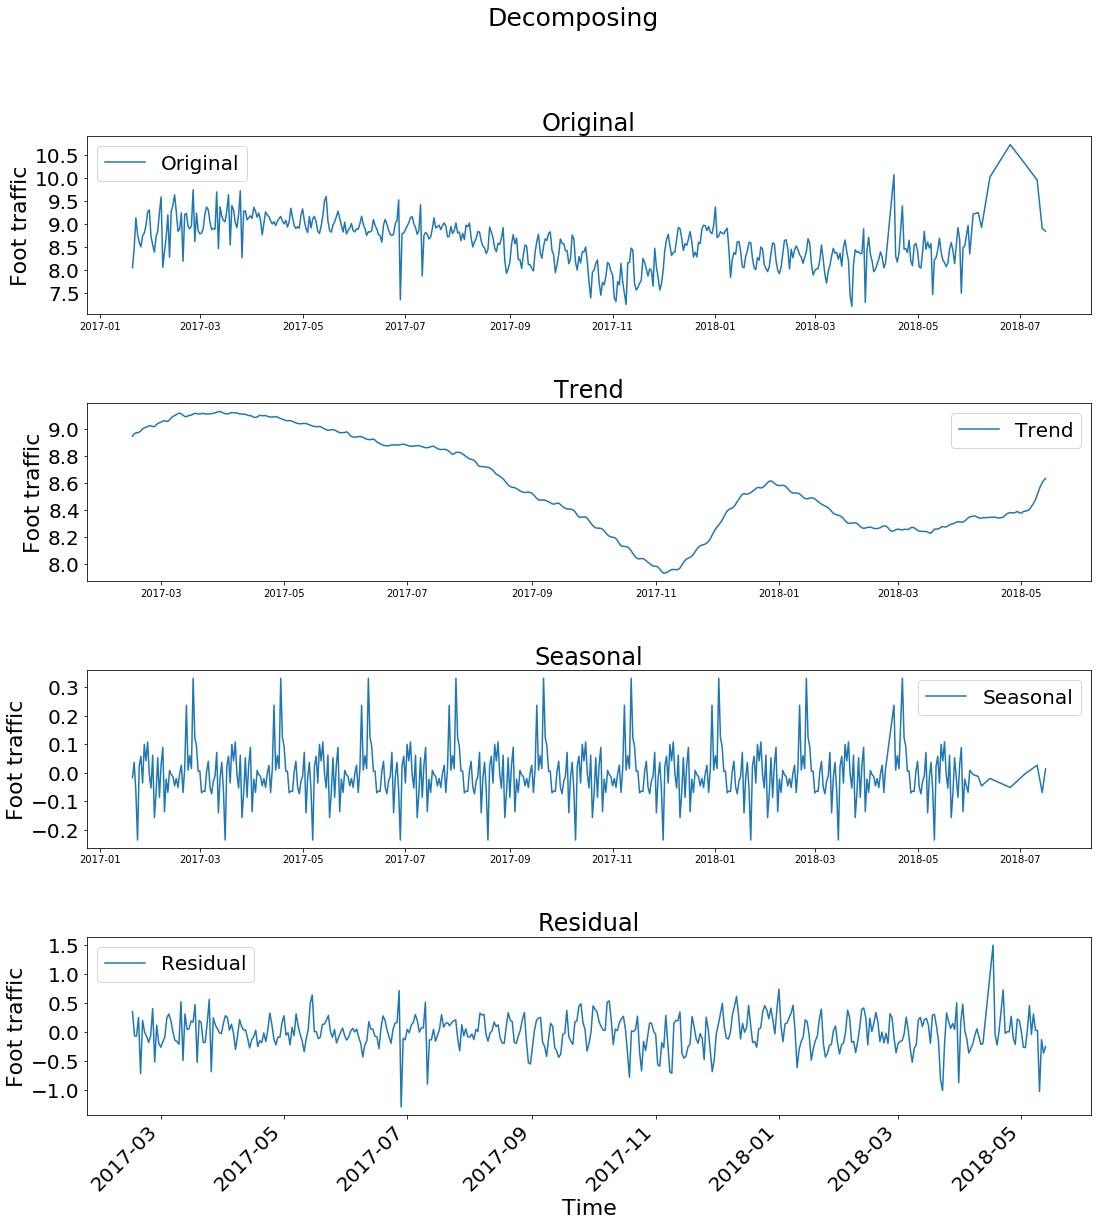 Decomposing
Original
Original
Foot traffic
10.5
10.0
9.5
9.0
8.5
8.0
7.5
2017-01 2017-03 2017-05 2017-07 2017-09 2017-11 2018-01 2018-03 2018-05 2018-07
Trend
Trend
Foot traffic
9.0
8.8
8.6
8.4
8.2
8.0
2017-03 2017-05 2017-07 2017-09 2017-11 2018-01 2018-03 2018-05
Seasonal
Seasonal
Foot traffic
0.3
0.2
0.1
0.0
−0.1
−0.2
2017-01 2017-03 2017-05 2017-07 2017-09 2017-11 2018-01 2018-03 2018-05 2018-07
Residual
Residual
Foot traffic
1.5
1.0
0.5
0.0
−0.5
−1.0
2017-03 2017-05 2017-07 2017-09 2017-11 2018-01 2018-03 2018-05
Time